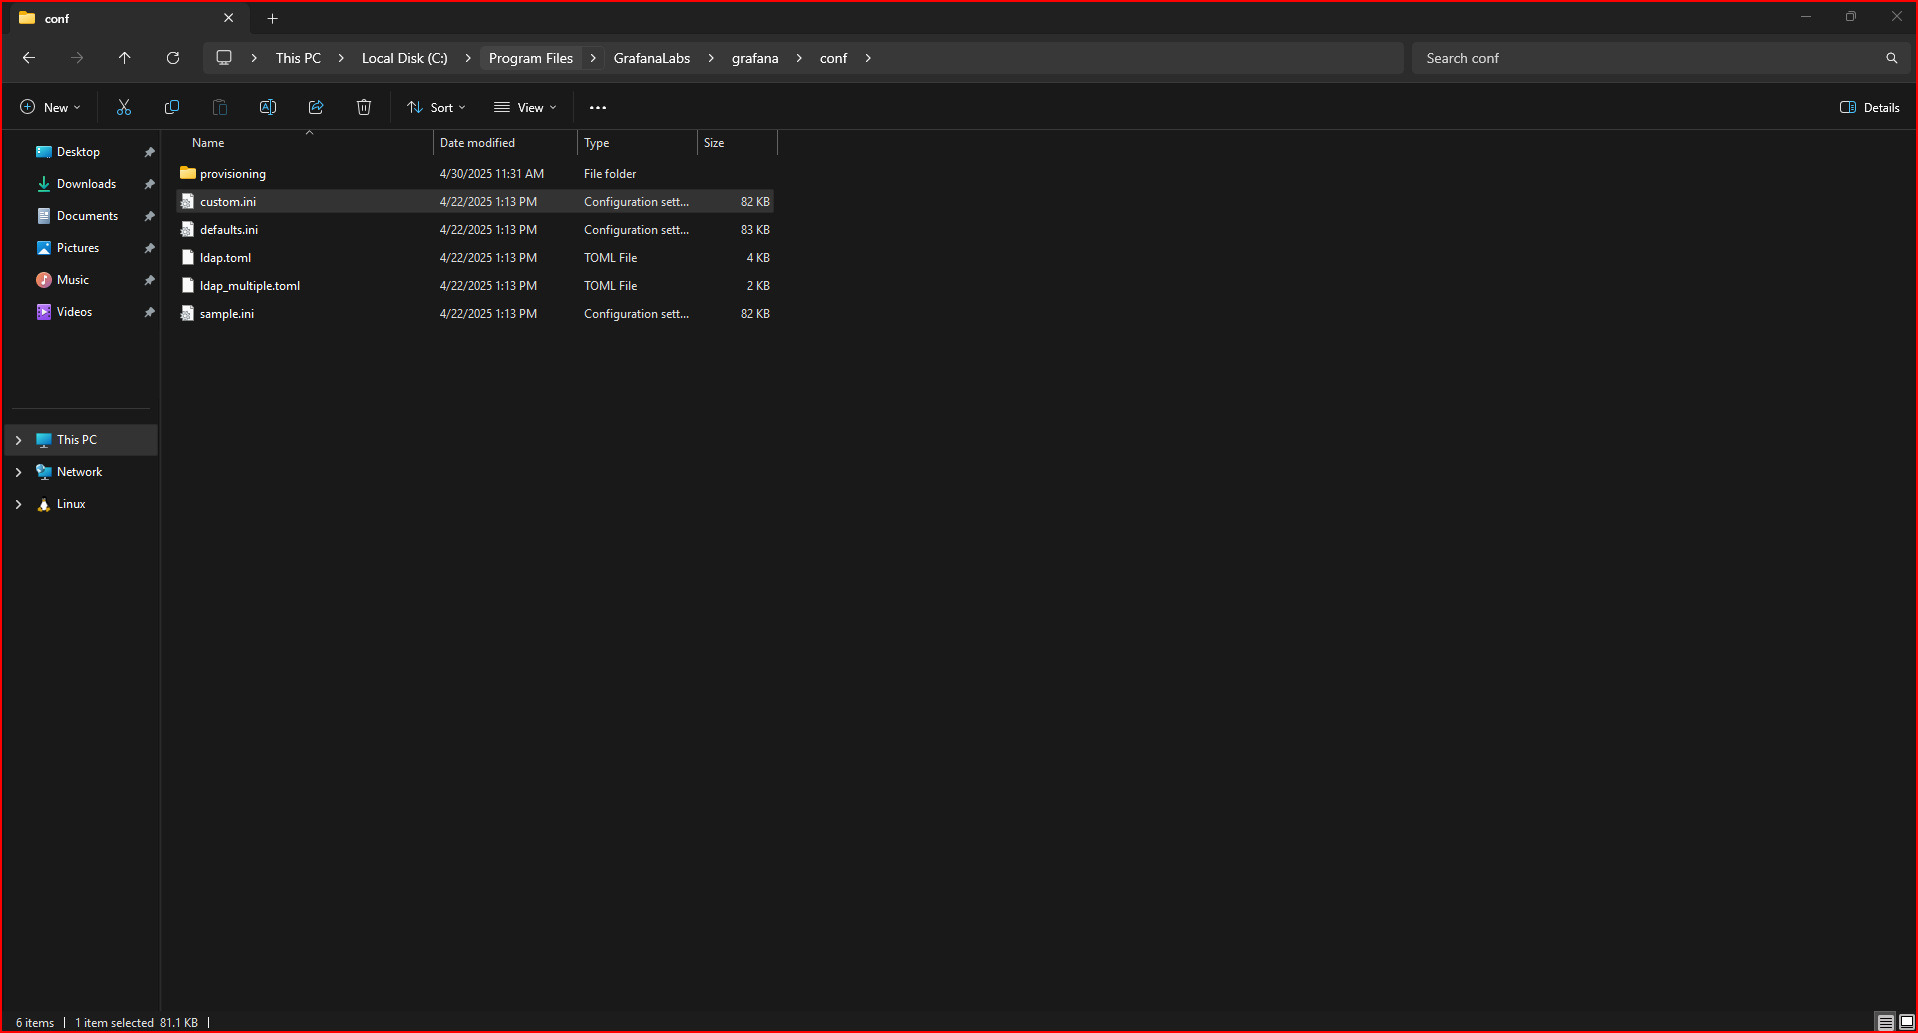 conf
This PC Local Disk (C:) Program Files GrafanaLabs grafana conf Search conf
New Sort View Details
Name Date modified Type Size
Desktop
Downloads
Documents
Pictures
Music
Videos
This PC
Network
Linux
provisioning 4/30/2025 11:31 AM File folder
custom.ini 4/22/2025 1:13 PM Configuration sett... 82 KB
defaults.ini 4/22/2025 1:13 PM Configuration sett... 83 KB
ldap.toml 4/22/2025 1:13 PM TOML File 4 KB
ldap_multiple.toml 4/22/2025 1:13 PM TOML File 2 KB
sample.ini 4/22/2025 1:13 PM Configuration sett... 82 KB
6 items 1 item selected 81.1 KB